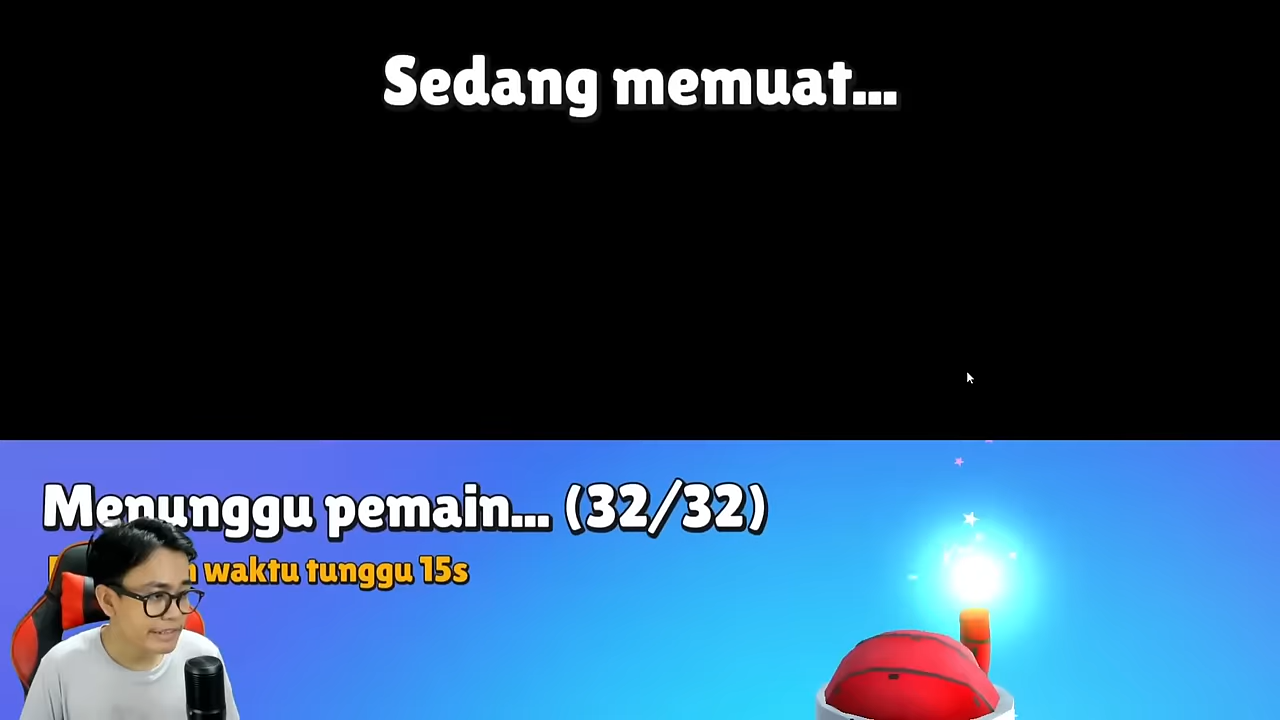 Sedang memuat...
Menunggu pemain... (32/32)
waktu tunggu 15s